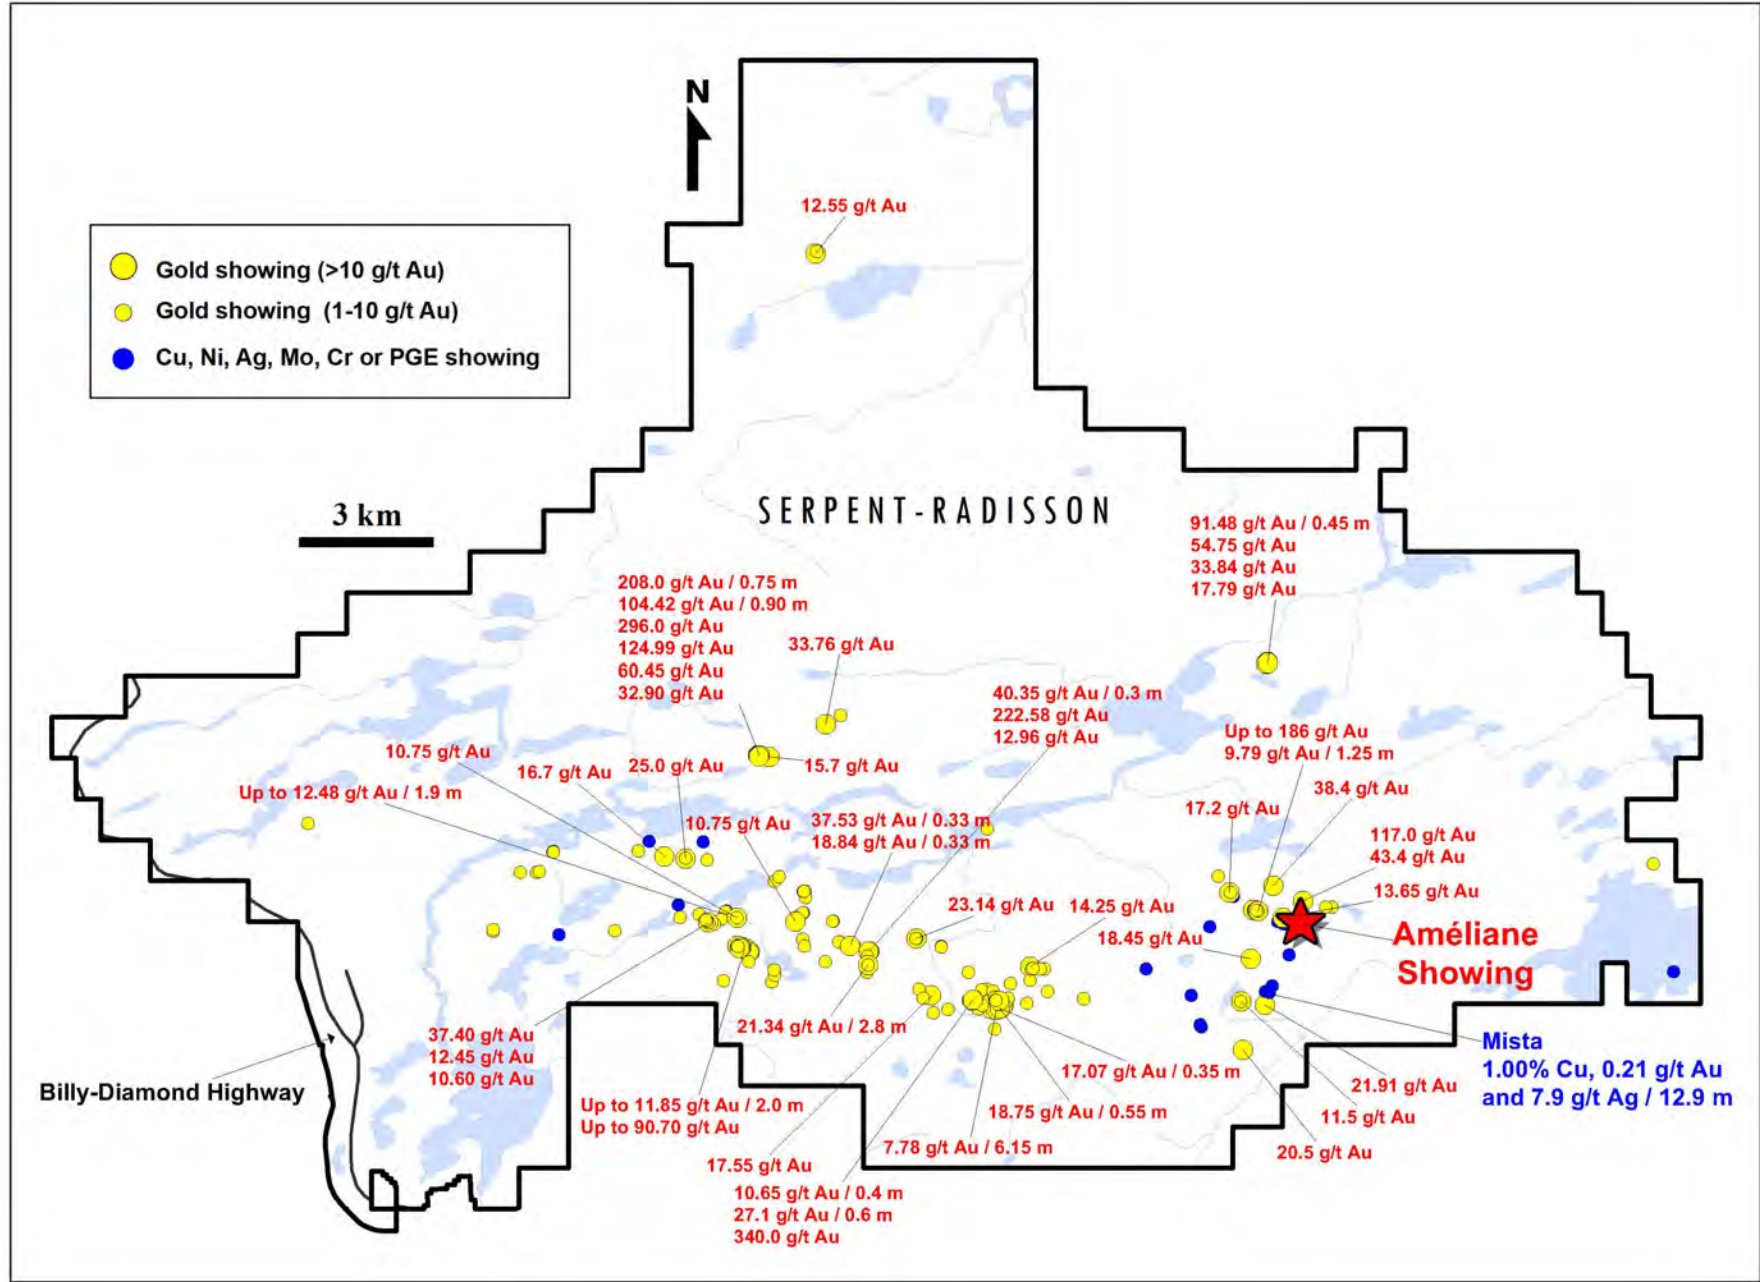 N
12.55 g/t Au
Gold showing (>10 g/t Au)
Gold showing (1-10 g/t Au)
Cu, Ni, Ag, Mo, Cr or PGE showing
3 km
SERPENT-RADISSON
91.48 g/t Au / 0.45 m
54.75 g/t Au
33.84 g/t Au
17.79 g/t Au
208.0 g/t Au / 0.75 m
104.42 g/t Au / 0.90 m
296.0 g/t Au
124.99 g/t Au
60.45 g/t Au
32.90 g/t Au
33.76 g/t Au
40.35 g/t Au / 0.3 m
222.58 g/t Au
12.96 g/t Au
Up to 186 g/t Au
9.79 g/t Au / 1.25 m
10.75 g/t Au
16.7 g/t Au
25.0 g/t Au
15.7 g/t Au
38.4 g/t Au
Up to 12.48 g/t Au / 1.9 m
17.2 g/t Au
10.75 g/t Au
37.53 g/t Au / 0.33 m
18.84 g/t Au / 0.33 m
117.0 g/t Au
43.4 g/t Au
13.65 g/t Au
23.14 g/t Au
14.25 g/t Au
18.45 g/t Au
Améliane
Showing
21.34 g/t Au / 2.8 m
37.40 g/t Au
12.45 g/t Au
10.60 g/t Au
Mista
1.00% Cu, 0.21 g/t Au
and 7.9 g/t Ag / 12.9 m
Billy-Diamond Highway
17.07 g/t Au / 0.35 m
21.91 g/t Au
Up to 11.85 g/t Au / 2.0 m
Up to 90.70 g/t Au
18.75 g/t Au / 0.55 m
11.5 g/t Au
7.78 g/t Au / 6.15 m
20.5 g/t Au
17.55 g/t Au
10.65 g/t Au / 0.4 m
27.1 g/t Au / 0.6 m
340.0 g/t Au